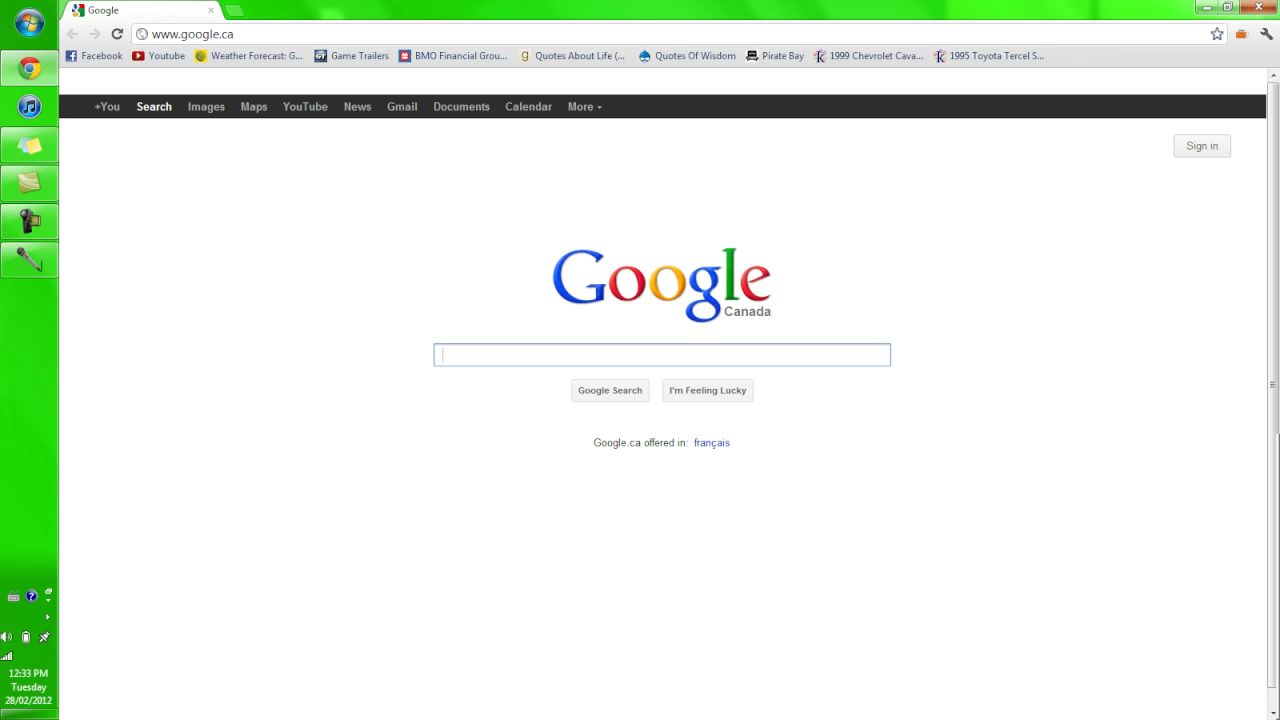 Google
www.google.ca
Facebook Youtube Weather Forecast: G... Game Trailers BMO Financial Grou... Quotes About Life (... Quotes Of Wisdom Pirate Bay 1999 Chevrolet Cava... 1995 Toyota Tercel S...
+You Search Images Maps YouTube News Gmail Documents Calendar More
Sign in
Google
Canada
Google Search I'm Feeling Lucky
Google.ca offered in: français
12:33 PM
Tuesday
28/02/2012